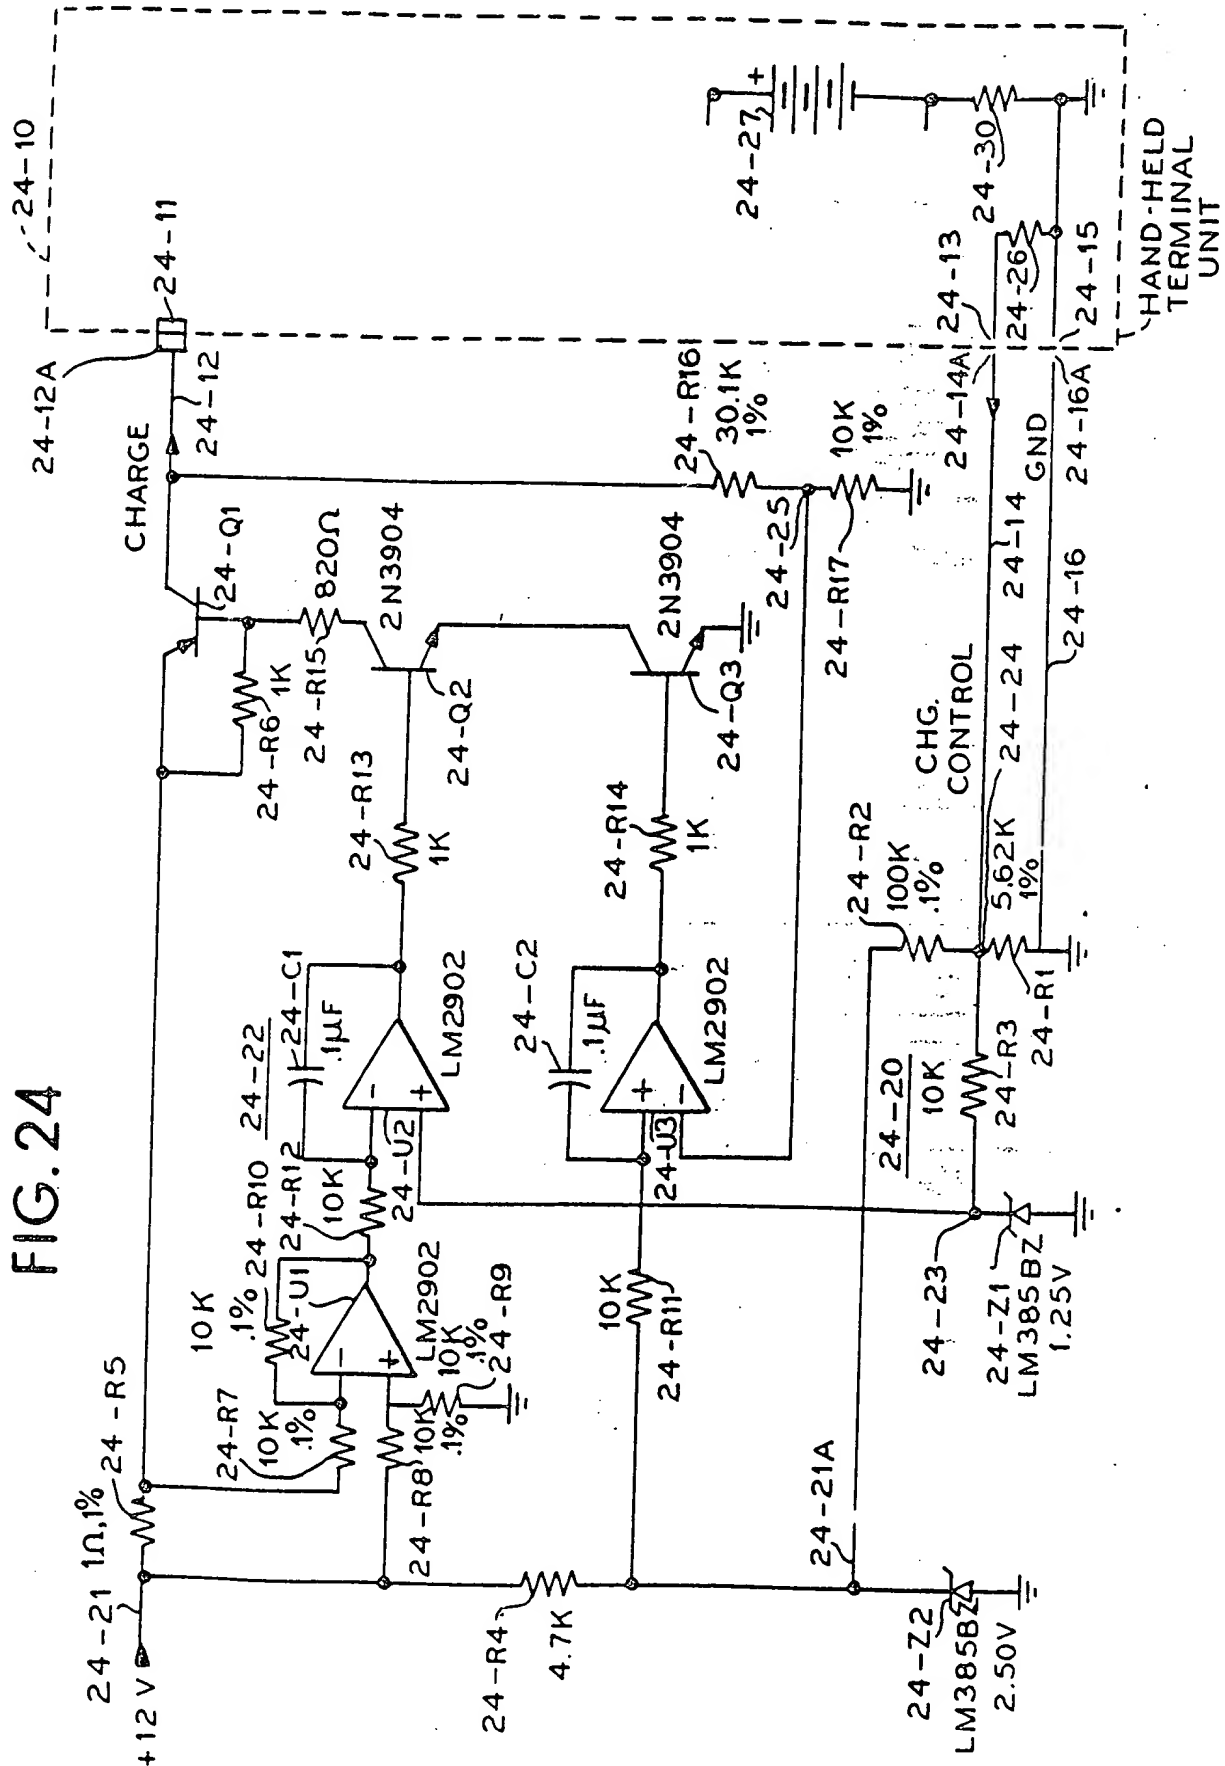 FIG. 24
24-10
24-11
24-12A
24-12
CHARGE
24-Q1
24-R6
1K
820Ω
24-R15
2N3904
24-Q2
24-R13
1K
24-R16
30.1K
1%
10K
1%
24-25
24-R17
2N3904
24-Q3
24-R14
1K
24-27
+
24-30
24-13
24-26
24-15
HAND-HELD
TERMINAL
UNIT
24-14A
24-16A
GND
24-14
24-16
CHG.
CONTROL
24-24
24-R2
100K
.1%
5.62K
1%
24-R1
24-20
10K
24-R3
24-22
24-C1
.1µF
LM2902
-
+
24-U2
24-C2
.1µF
LM2902
+
-
24-U3
24-R12
10K
24-R10
10K
.1%
24-U1
LM2902
-
+
10K
.1%
24-R9
24-R7
10K
.1%
10K
.1%
24-R8
10K
24-R11
24-R5
1Ω,1%
24-21
+12 V
24-R4
4.7K
24-21A
24-23
24-Z1
LM385BZ
1.25V
24-Z2
LM385BZ
2.50V